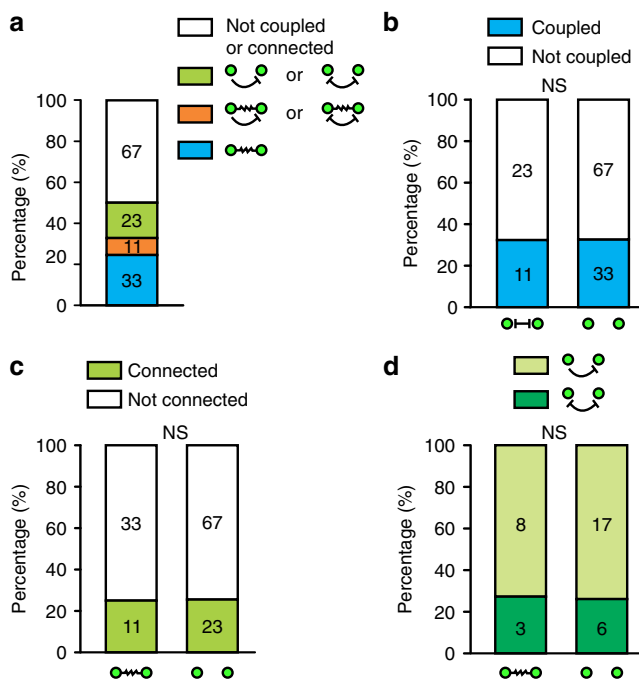 a
Not coupled
or connected
or
or
Percentage (%)
100
80
60
40
20
0
67
23
11
33
b
Coupled
Not coupled
NS
Percentage (%)
100
80
60
40
20
0
23
67
11
33
c
Connected
Not connected
NS
Percentage (%)
100
80
60
40
20
0
33
67
11
23
d
NS
Percentage (%)
100
80
60
40
20
0
8
17
3
6